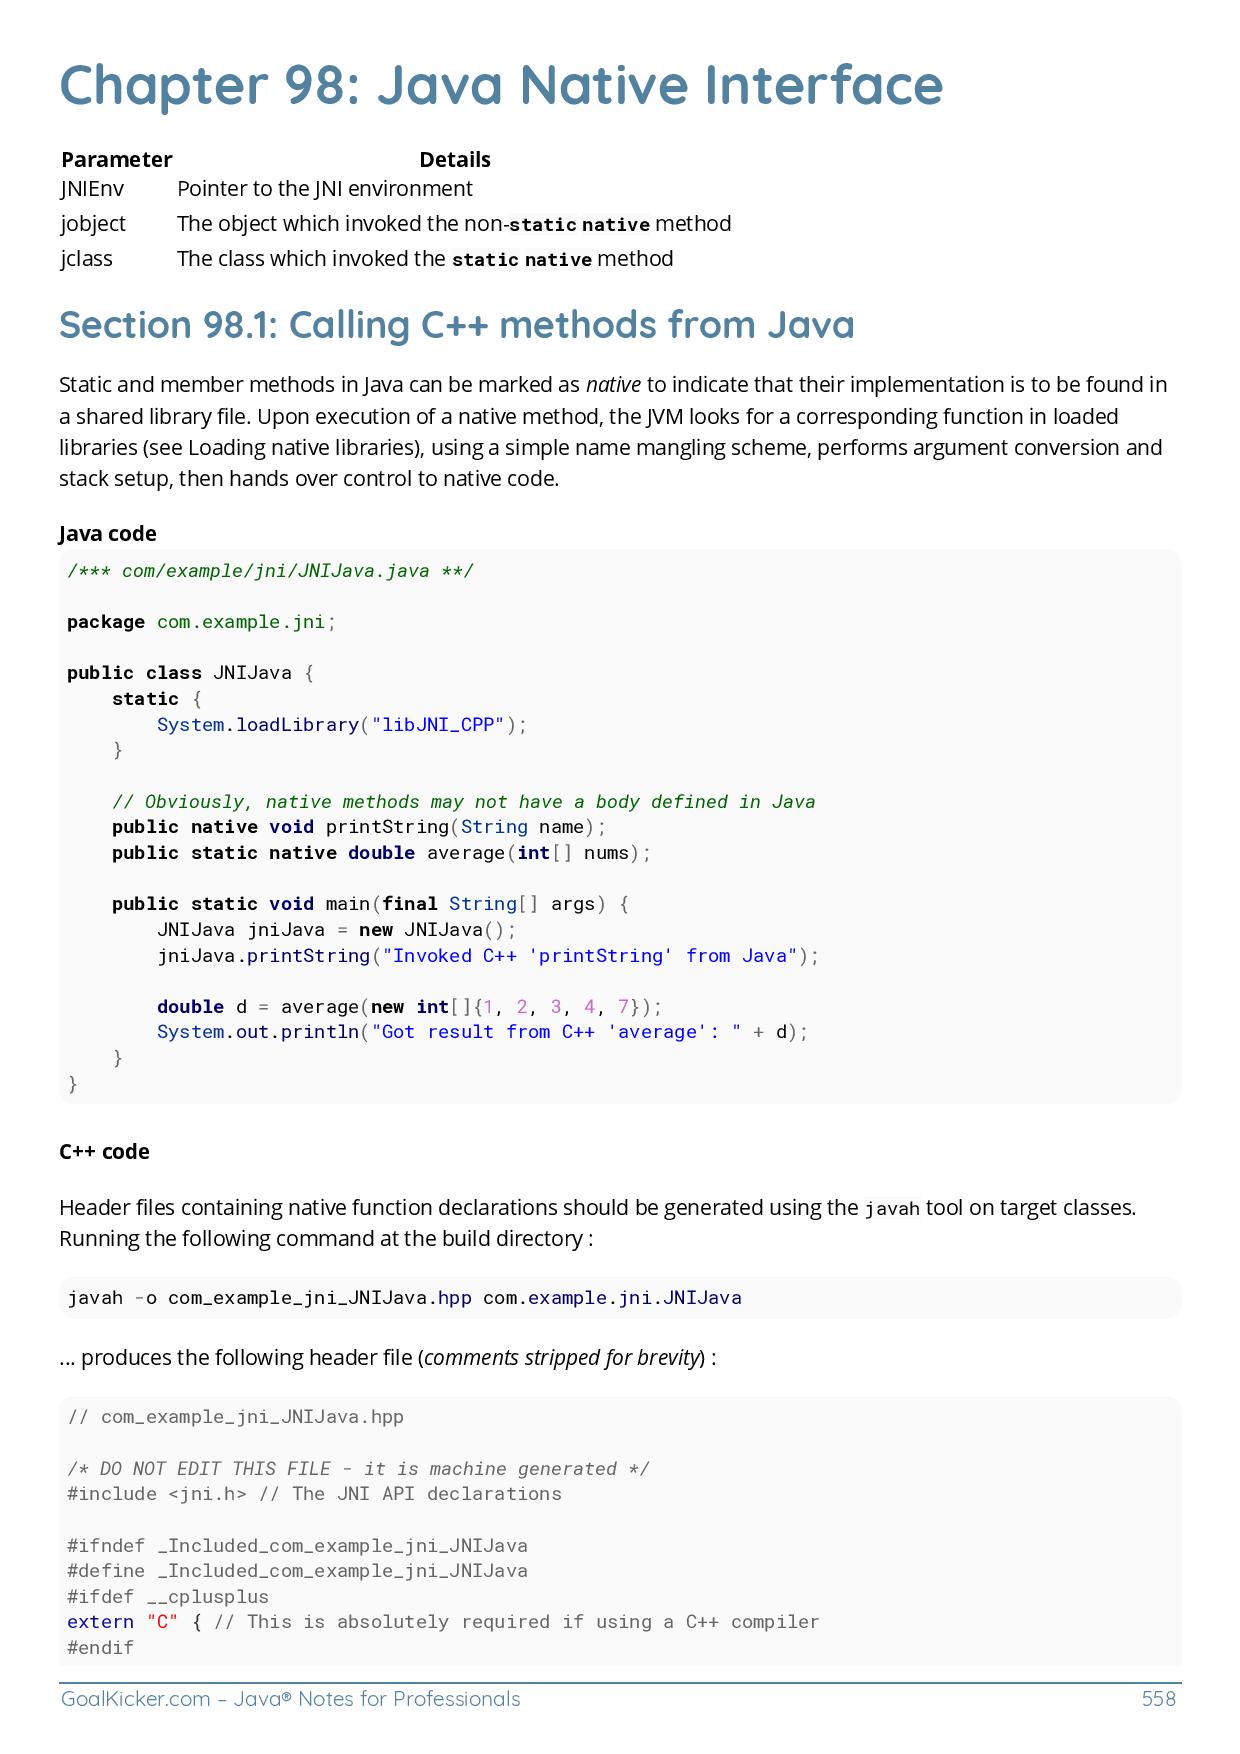 Chapter 98: Java Native Interface
Parameter Details
JNIEnv Pointer to the JNI environment
jobject The object which invoked the non-static native method
jclass The class which invoked the static native method
Section 98.1: Calling C++ methods from Java
Static and member methods in Java can be marked as native to indicate that their implementation is to be found in
a shared library file. Upon execution of a native method, the JVM looks for a corresponding function in loaded
libraries (see Loading native libraries), using a simple name mangling scheme, performs argument conversion and
stack setup, then hands over control to native code.
Java code
/*** com/example/jni/JNIJava.java **/
package com.example.jni;
public class JNIJava {
    static {
        System.loadLibrary("libJNI_CPP");
    }
    // Obviously, native methods may not have a body defined in Java
    public native void printString(String name);
    public static native double average(int[] nums);
    public static void main(final String[] args) {
        JNIJava jniJava = new JNIJava();
        jniJava.printString("Invoked C++ 'printString' from Java");
        double d = average(new int[]{1, 2, 3, 4, 7});
        System.out.println("Got result from C++ 'average': " + d);
    }
}
C++ code
Header files containing native function declarations should be generated using the javah tool on target classes.
Running the following command at the build directory :
javah -o com_example_jni_JNIJava.hpp com.example.jni.JNIJava
... produces the following header file (comments stripped for brevity) :
// com_example_jni_JNIJava.hpp
/* DO NOT EDIT THIS FILE - it is machine generated */
#include <jni.h> // The JNI API declarations
#ifndef _Included_com_example_jni_JNIJava
#define _Included_com_example_jni_JNIJava
#ifdef __cplusplus
extern "C" { // This is absolutely required if using a C++ compiler
#endif
GoalKicker.com – Java® Notes for Professionals 558